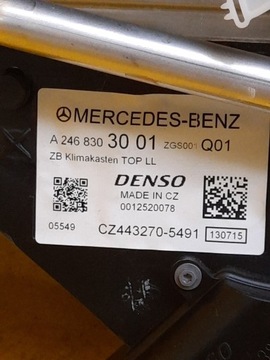 MERCEDES-BENZ
A 246 830 30 01 ZGS001 Q01
ZB Klimakasten TOP LL
DENSO
MADE IN CZ
0012520078
05549 CZ443270-5491 130715